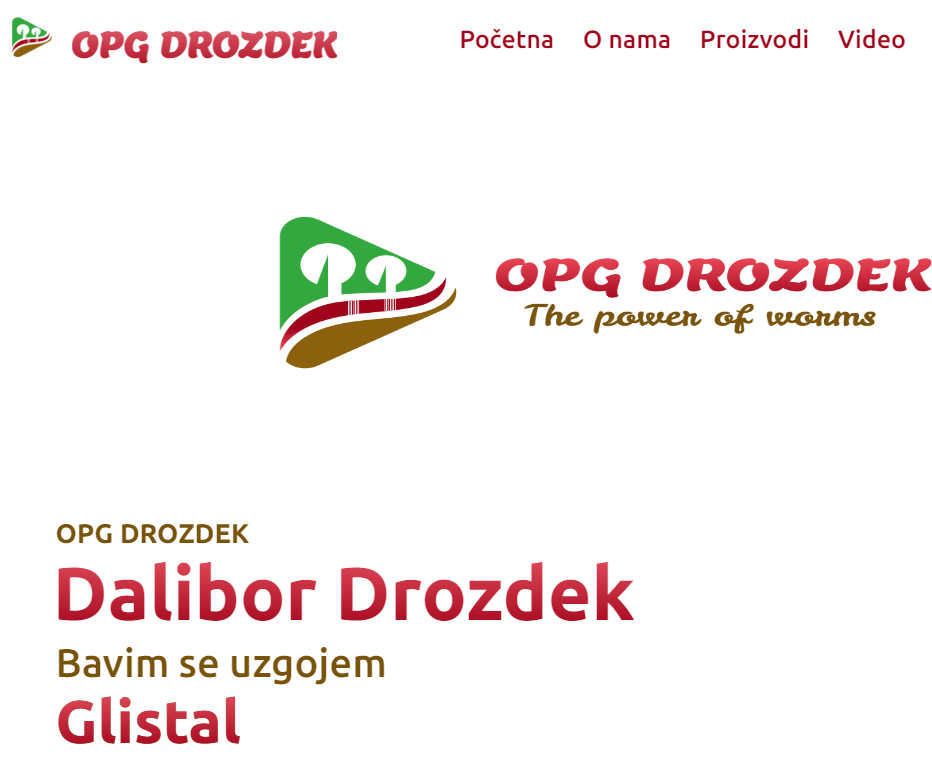 OPG DROZDEK
Početna O nama Proizvodi Video
OPG DROZDEK
The power of worms
OPG DROZDEK
Dalibor Drozdek
Bavim se uzgojem
Glistal